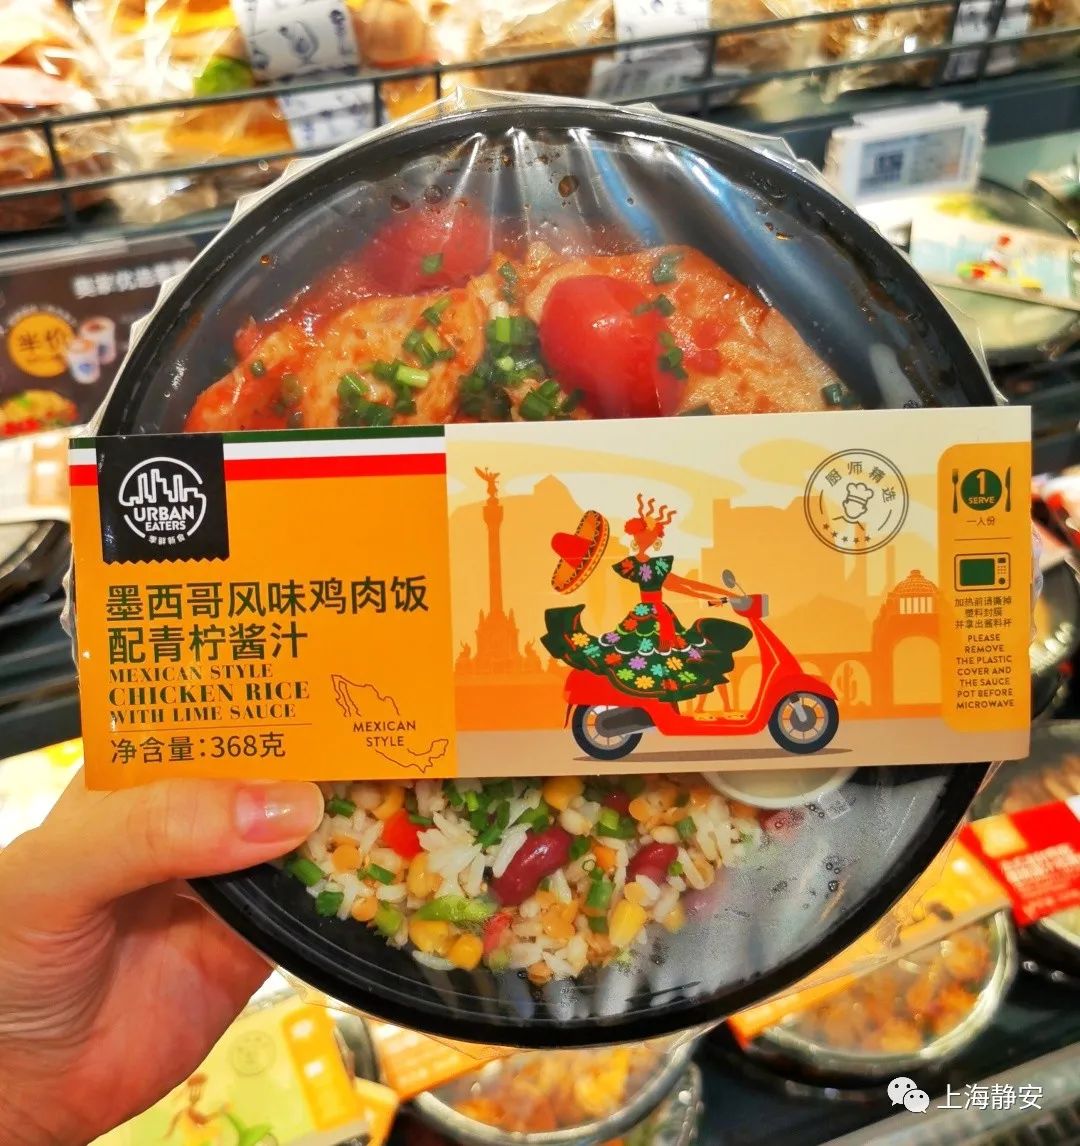 半价
URBAN
EATERS
墨西哥风味鸡肉饭
配青柠酱汁
MEXICAN STYLE
CHICKEN RICE
WITH LIME SAUCE
净含量：368克
MEXICAN
STYLE
厨师精选
1
SERVE
一人份
加热前请撕掉
塑料封膜
并拿出酱料杯
PLEASE
REMOVE
THE PLASTIC
COVER AND
THE SAUCE
POT BEFORE
MICROWAVE
上海静安